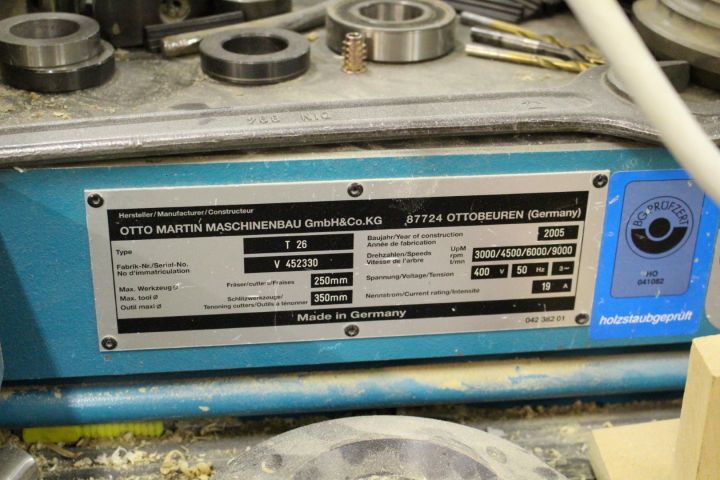 DIN 894
Hersteller/Manufacturer/Constructeur
OTTO MARTIN MASCHINENBAU GmbH&Co.KG 87724 OTTOBEUREN (Germany)
Type T 26
Fabrik-Nr./Serial-No.
No d'immatriculation V 452330
Max. Werkzeug ø
Max. tool ø
Outil maxi ø
Fräser/cutters/Fraises 250mm
Schlitzwerkzeuge/
Tenoning cutters/Outils à ténonner 350mm
Baujahr/Year of construction
Année de fabrication 2005
Drehzahlen/Speeds
Vitesse de l'arbre
UpM
rpm
t/mn
3000/4500/6000/9000
Spannung/Voltage/Tension 400 V 50 Hz 3~
Nennstrom/Current rating/Intensité 19 A
Made in Germany
042 382 01
BG-PRÜFZERT
HO
041082
holzstaubgeprüft